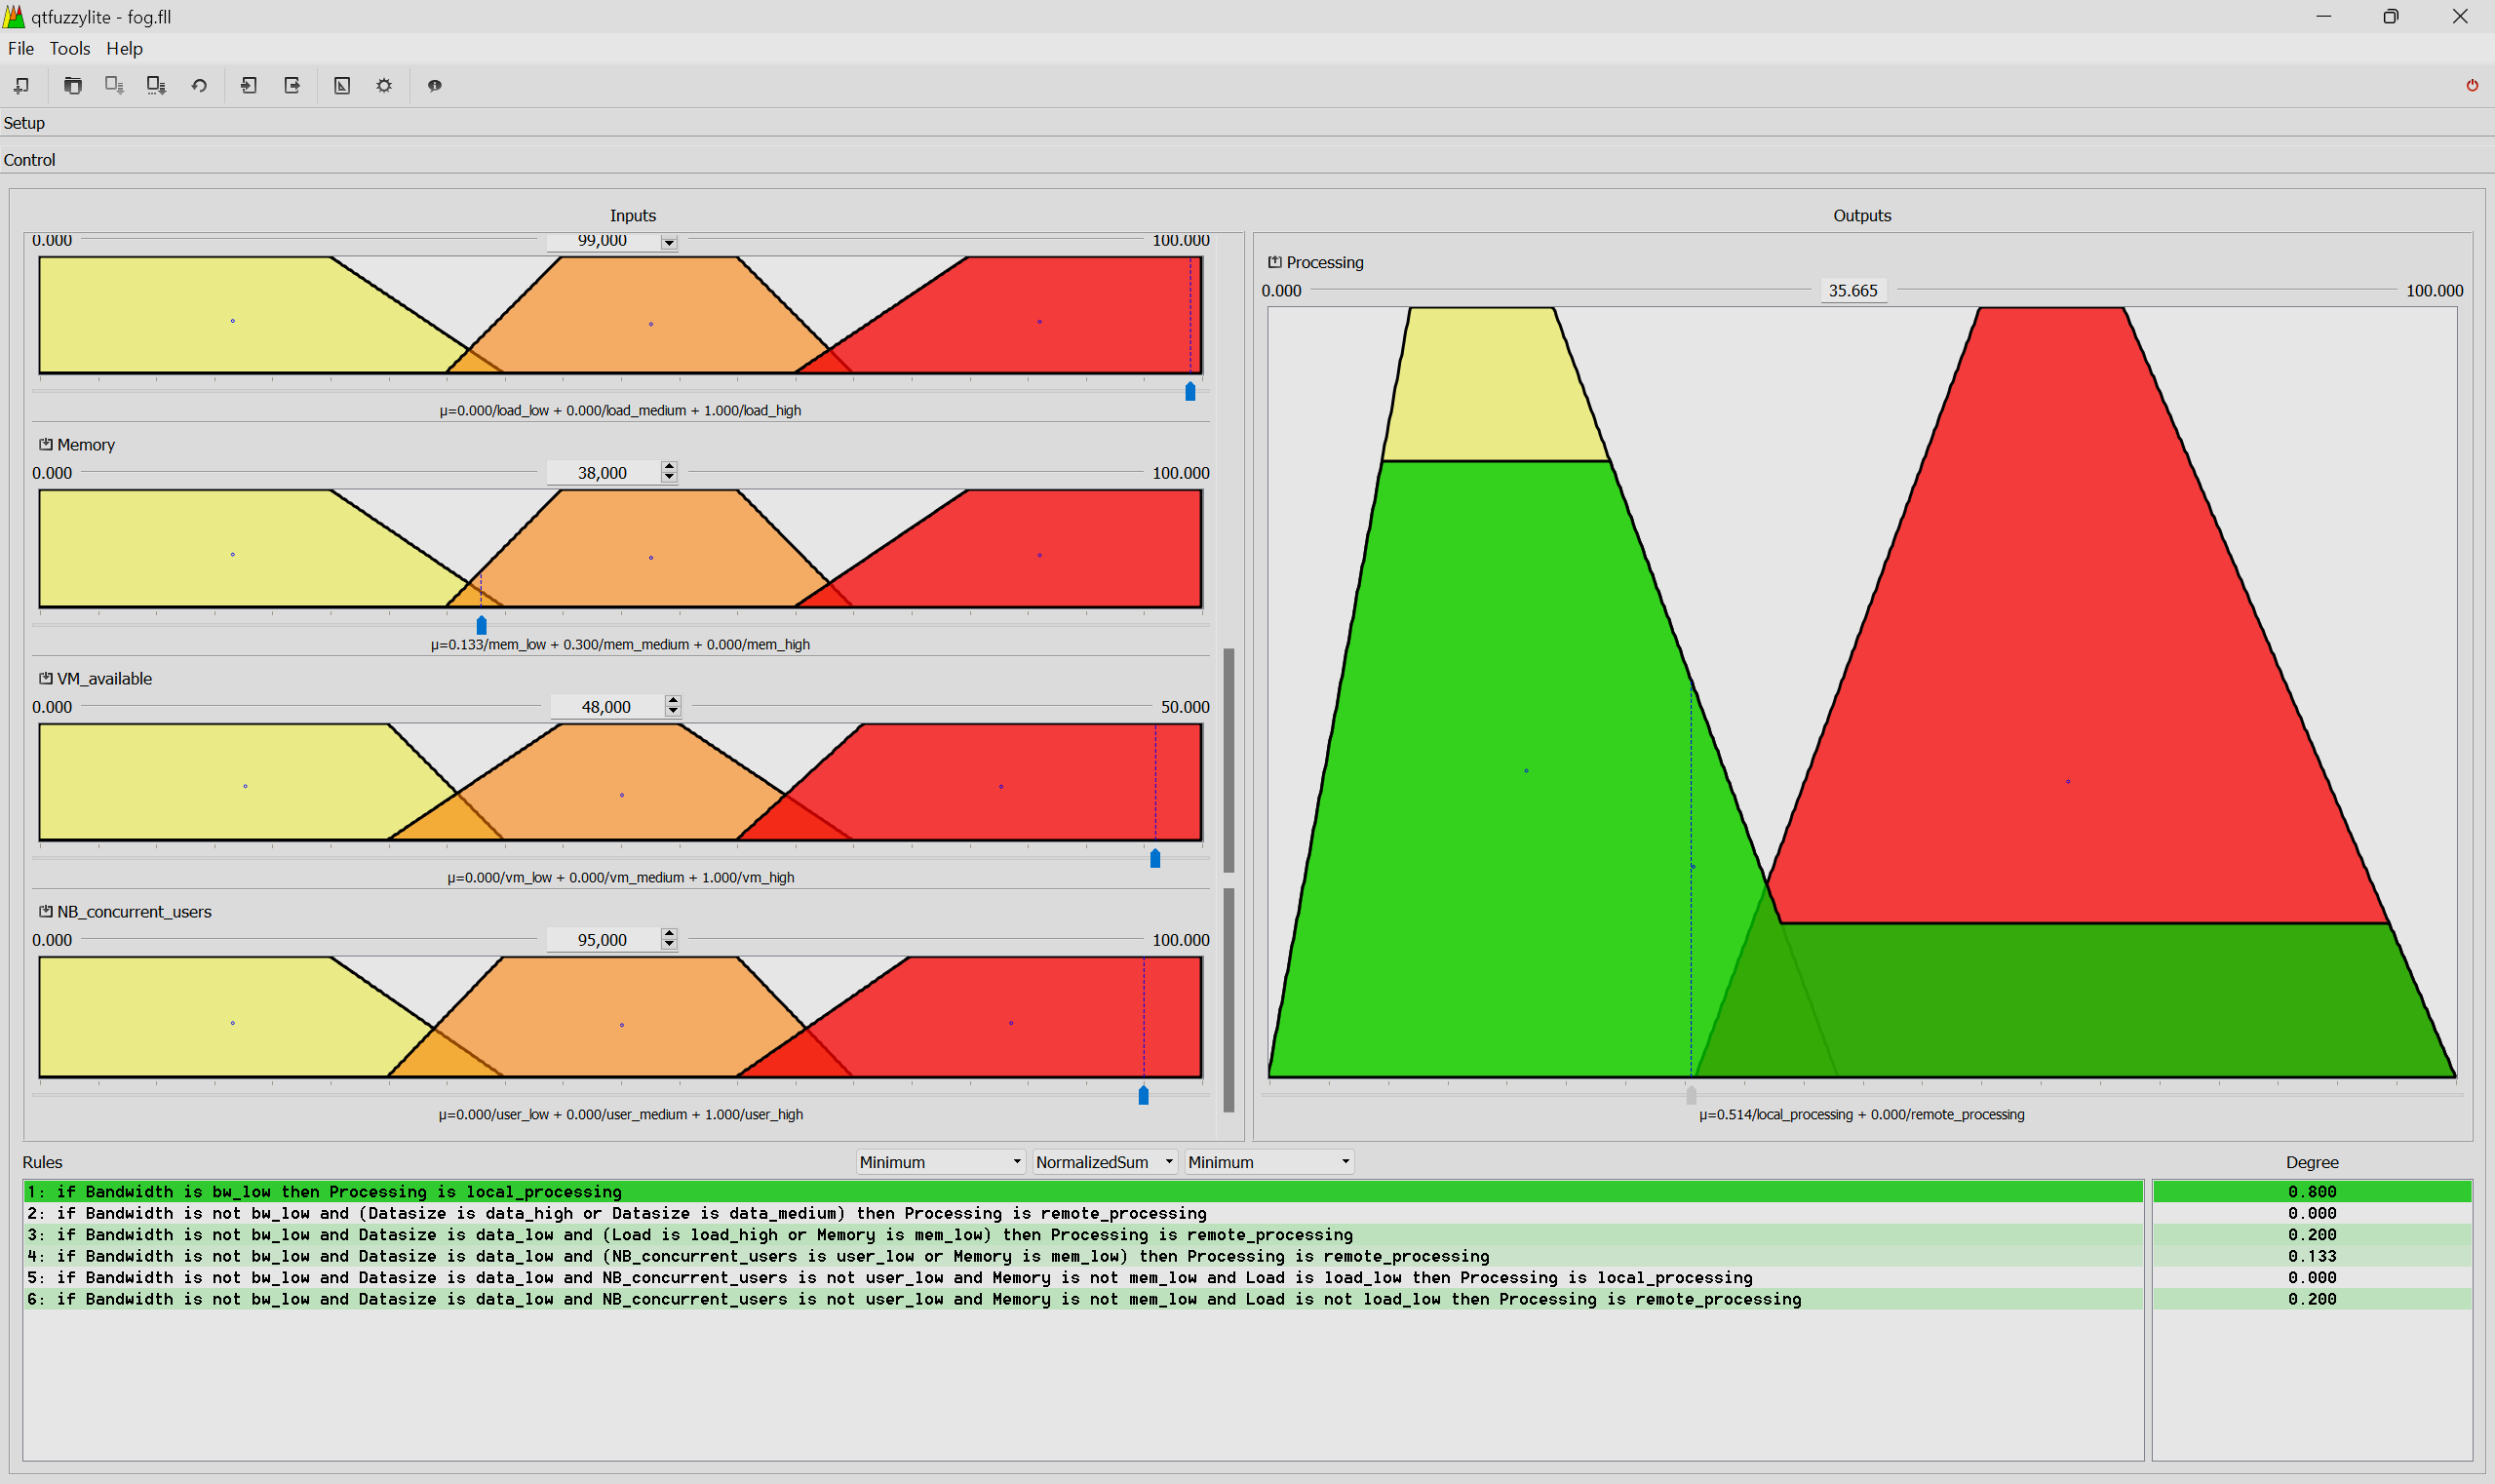 qtfuzzylite - fog.fll
File Tools Help
Setup
Control
Inputs
0.000 99,000 100.000
µ=0.000/load_low + 0.000/load_medium + 1.000/load_high
Memory
0.000 38,000 100.000
µ=0.133/mem_low + 0.300/mem_medium + 0.000/mem_high
VM_available
0.000 48,000 50.000
µ=0.000/vm_low + 0.000/vm_medium + 1.000/vm_high
NB_concurrent_users
0.000 95,000 100.000
µ=0.000/user_low + 0.000/user_medium + 1.000/user_high
Outputs
Processing
0.000 35.665 100.000
µ=0.514/local_processing + 0.000/remote_processing
Rules Minimum NormalizedSum Minimum Degree
1: if Bandwidth is bw_low then Processing is local_processing 0.800
2: if Bandwidth is not bw_low and (Datasize is data_high or Datasize is data_medium) then Processing is remote_processing 0.000
3: if Bandwidth is not bw_low and Datasize is data_low and (Load is load_high or Memory is mem_low) then Processing is remote_processing 0.200
4: if Bandwidth is not bw_low and Datasize is data_low and (NB_concurrent_users is user_low or Memory is mem_low) then Processing is remote_processing 0.133
5: if Bandwidth is not bw_low and Datasize is data_low and NB_concurrent_users is not user_low and Memory is not mem_low and Load is load_low then Processing is local_processing 0.000
6: if Bandwidth is not bw_low and Datasize is data_low and NB_concurrent_users is not user_low and Memory is not mem_low and Load is not load_low then Processing is remote_processing 0.200